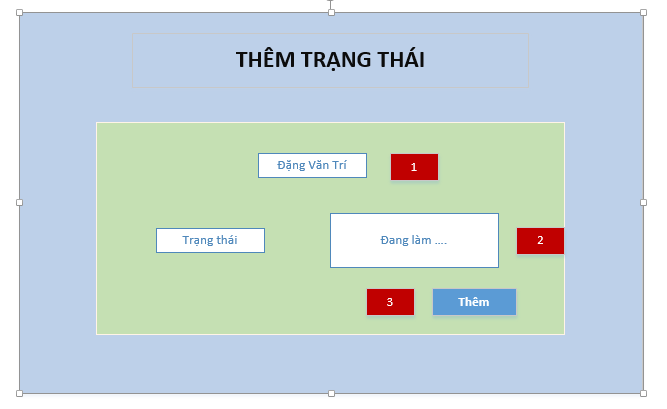 THÊM TRẠNG THÁI
Đặng Văn Trí
1
Trạng thái
Đang làm ....
2
3
Thêm